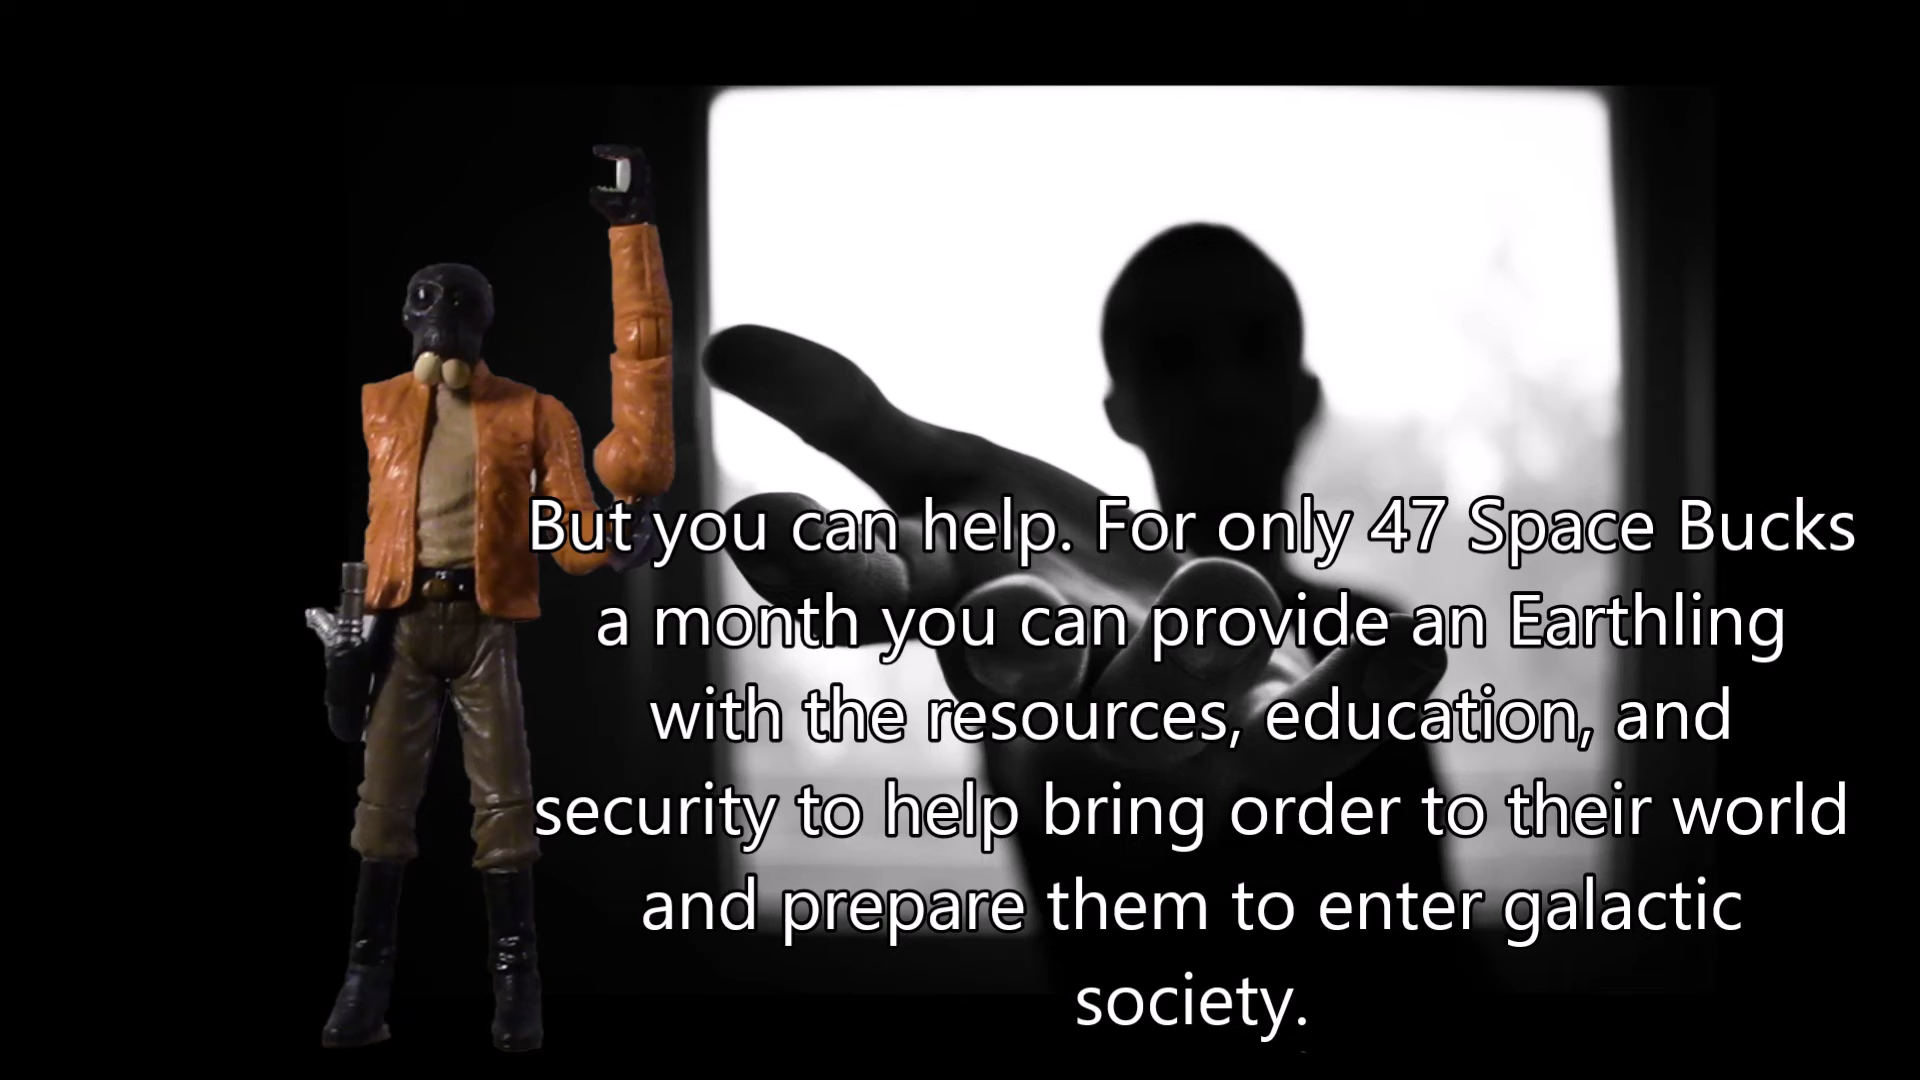 But you can help. For only 47 Space Bucks
a month you can provide an Earthling
with the resources, education, and
security to help bring order to their world
and prepare them to enter galactic
society.